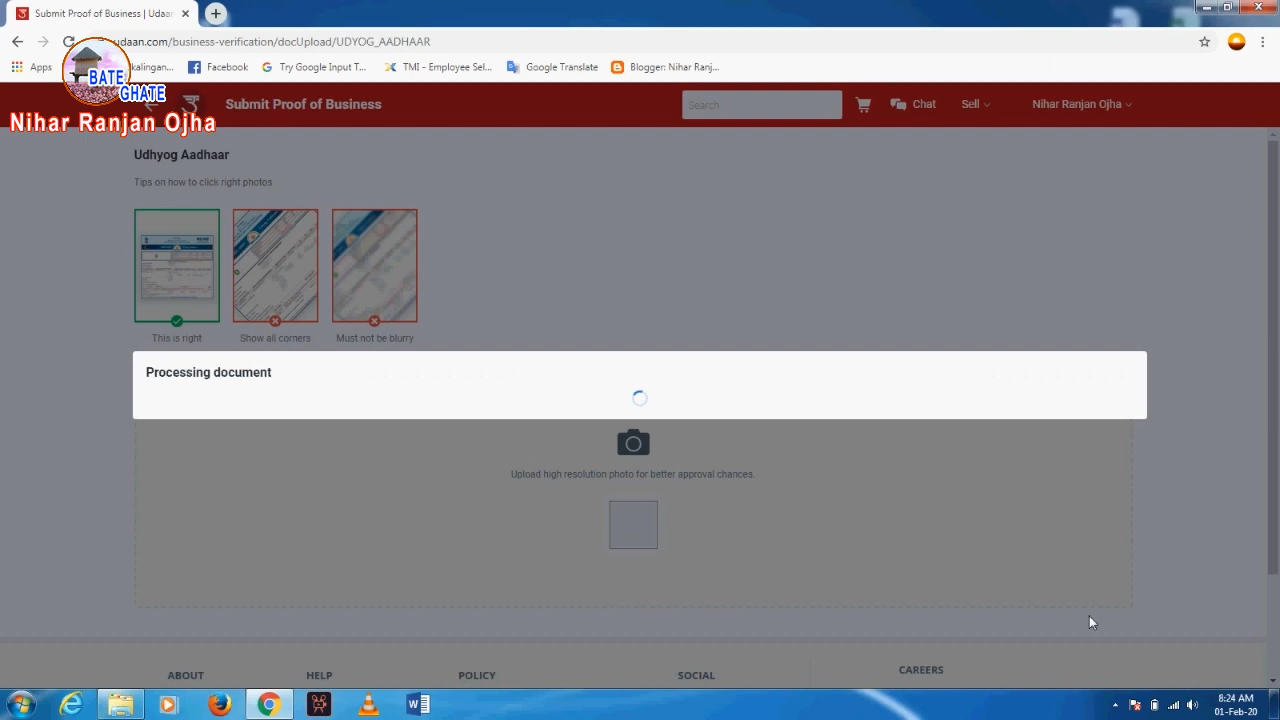 Submit Proof of Business | Udaan
udaan.com/business-verification/docUpload/UDYOG_AADHAAR
Apps
kalingan...
Facebook
Try Google Input T...
TMI - Employee Sel...
Google Translate
Blogger: Nihar Ranj...
BATE
GHATE
Nihar Ranjan Ojha
Submit Proof of Business
Search
Chat
Sell
Nihar Ranjan Ojha
Udhyog Aadhaar
Tips on how to click right photos
This is right
Show all corners
Must not be blurry
Processing document
Upload high resolution photo for better approval chances.
ABOUT
HELP
POLICY
SOCIAL
CAREERS
8:24 AM
01-Feb-20